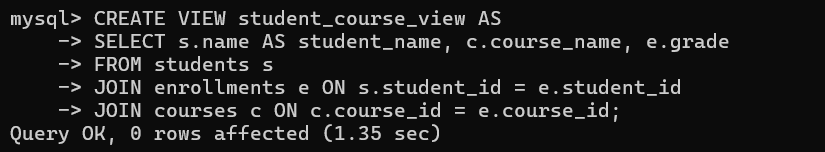 mysql> CREATE VIEW student_course_view AS
    -> SELECT s.name AS student_name, c.course_name, e.grade
    -> FROM students s
    -> JOIN enrollments e ON s.student_id = e.student_id
    -> JOIN courses c ON c.course_id = e.course_id;
Query OK, 0 rows affected (1.35 sec)